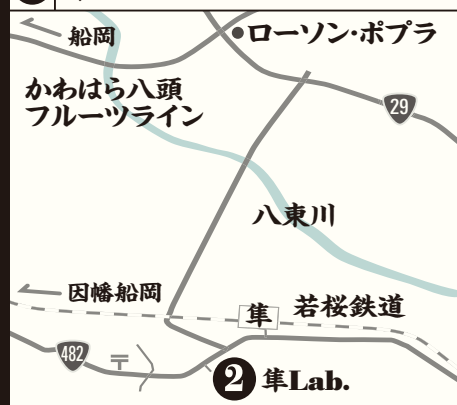 船岡
ローソン・ポプラ
かわはら八頭
フルーツライン
29
八東川
因幡船岡
隼
若桜鉄道
482
〒
2 隼Lab.